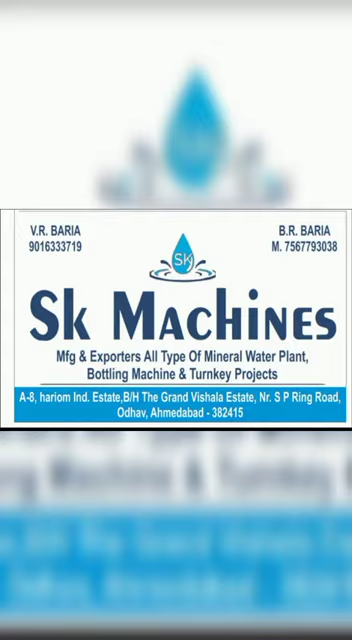 V.R. BARIA
9016333719
B.R. BARIA
M. 7567793038
SK
Sk MACHINES
Mfg & Exporters All Type Of Mineral Water Plant,
Bottling Machine & Turnkey Projects
A-8, hariom Ind. Estate,B/H The Grand Vishala Estate, Nr. S P Ring Road,
Odhav, Ahmedabad - 382415